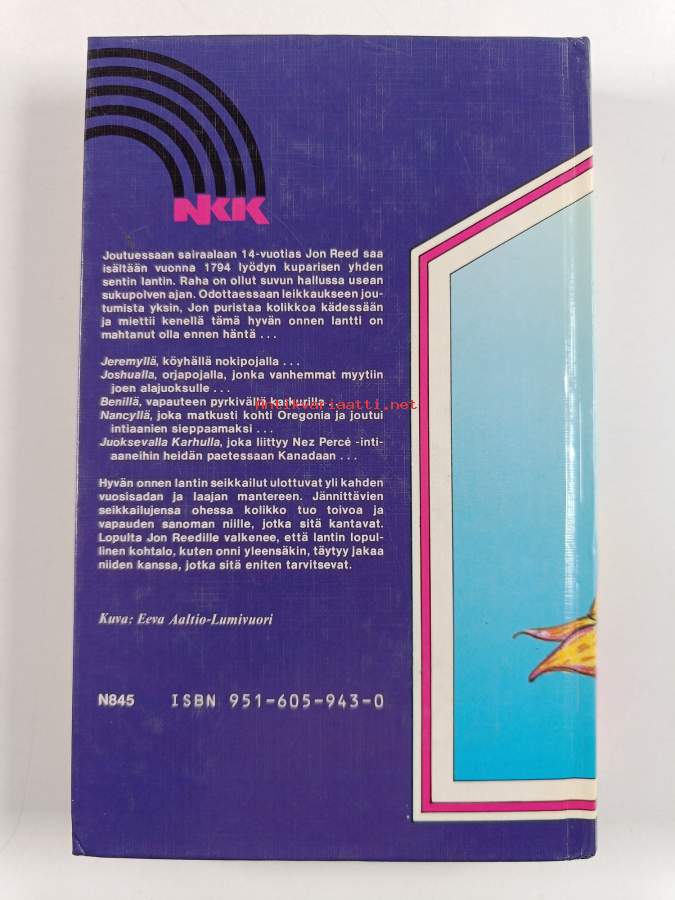 NKK
Joutuessaan sairaalaan 14-vuotias Jon Reed saa
isältään vuonna 1794 lyödyn kuparisen yhden
sentin lantin. Raha on ollut suvun hallussa usean
sukupolven ajan. Odottaessaan leikkaukseen jou-
tumista yksin, Jon puristaa kolikkoa kädessään
ja miettii kenellä tämä hyvän onnen lantti on
mahtanut olla ennen häntä ...
Jeremyllä, köyhällä nokipojalla ...
Joshualla, orjapojalla, jonka vanhemmat myytiin
joen alajuoksulle ...
Benillä, vapauteen pyrkivällä karkurilla
Antikvariaatti.net
Nancyllä, joka matkusti kohti Oregonia ja joutui
intiaanien sieppaamaksi ...
Juoksevalla Karhulla, joka liittyy Nez Percé -inti-
aaneihin heidän paetessaan Kanadaan ...
Hyvän onnen lantin seikkailut ulottuvat yli kahden
vuosisadan ja laajan mantereen. Jännittävien
seikkailujensa ohessa kolikko tuo toivoa ja
vapauden sanoman niille, jotka sitä kantavat.
Lopulta Jon Reedille valkenee, että lantin lopul-
linen kohtalo, kuten onni yleensäkin, täytyy jakaa
niiden kanssa, jotka sitä eniten tarvitsevat.
Kuva: Eeva Aaltio-Lumivuori
N845 ISBN 951-605-943-0